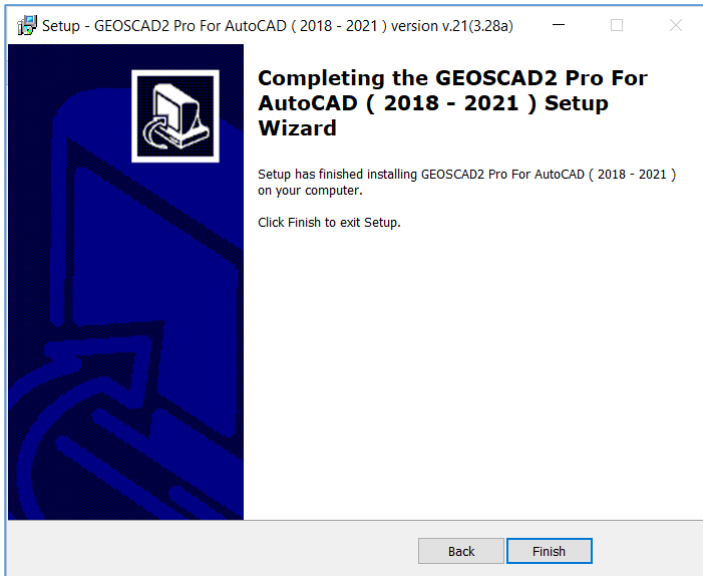 Setup - GEOSCAD2 Pro For AutoCAD ( 2018 - 2021 ) version v.21(3.28a)
Completing the GEOSCAD2 Pro For
AutoCAD ( 2018 - 2021 ) Setup
Wizard
Setup has finished installing GEOSCAD2 Pro For AutoCAD ( 2018 - 2021 )
on your computer.
Click Finish to exit Setup.
Back
Finish